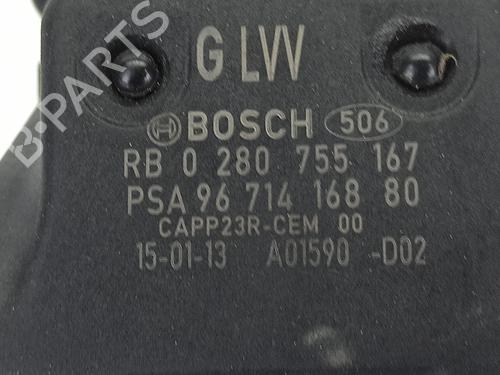 G LVV
BOSCH 506
RB 0 280 755 167
PSA 96 714 168 80
CAPP23R-CEM 00
15-01-13 A01590 -D02
B-PARTS